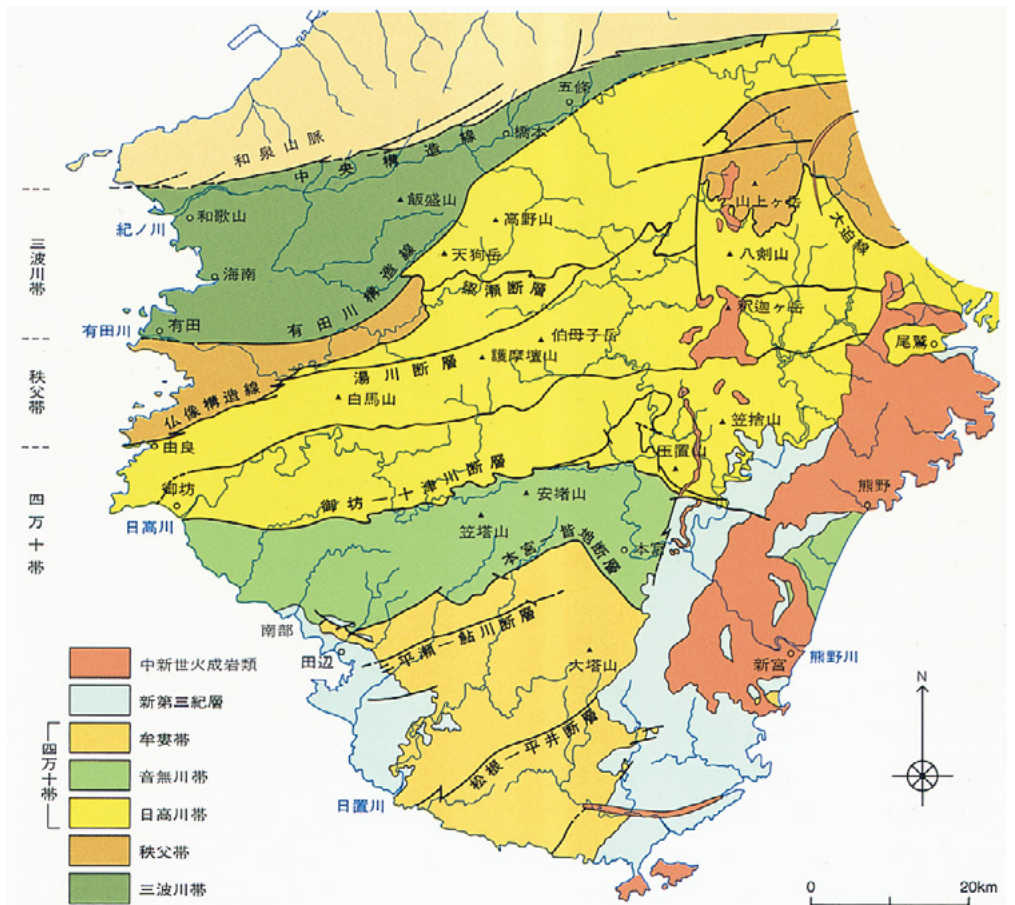 和泉山脈
中央構造線
五條
橋本
紀ノ川
和歌山
飯盛山
高野山
山上ヶ岳
大迫線
三波川帯
海南
天狗岳
八剣山
有田川構造線
断層
釈迦ヶ岳
有田川
有田
伯母子岳
尾鷲
護摩壇山
湯川断層
秩父帯
仏像構造線
白馬山
笠捨山
由良
玉置山
四万十帯
御坊
御坊－十津川断層
安堵山
熊野
日高川
笠塔山
本宮－皆地断層
本宮
南部
田辺
平瀬－鮎川断層
大塔山
新宮
熊野川
松根－平井断層
日置川
中新世火成岩類
新第三紀層
四万十帯
牟婁帯
音無川帯
日高川帯
秩父帯
三波川帯
N
0
20km